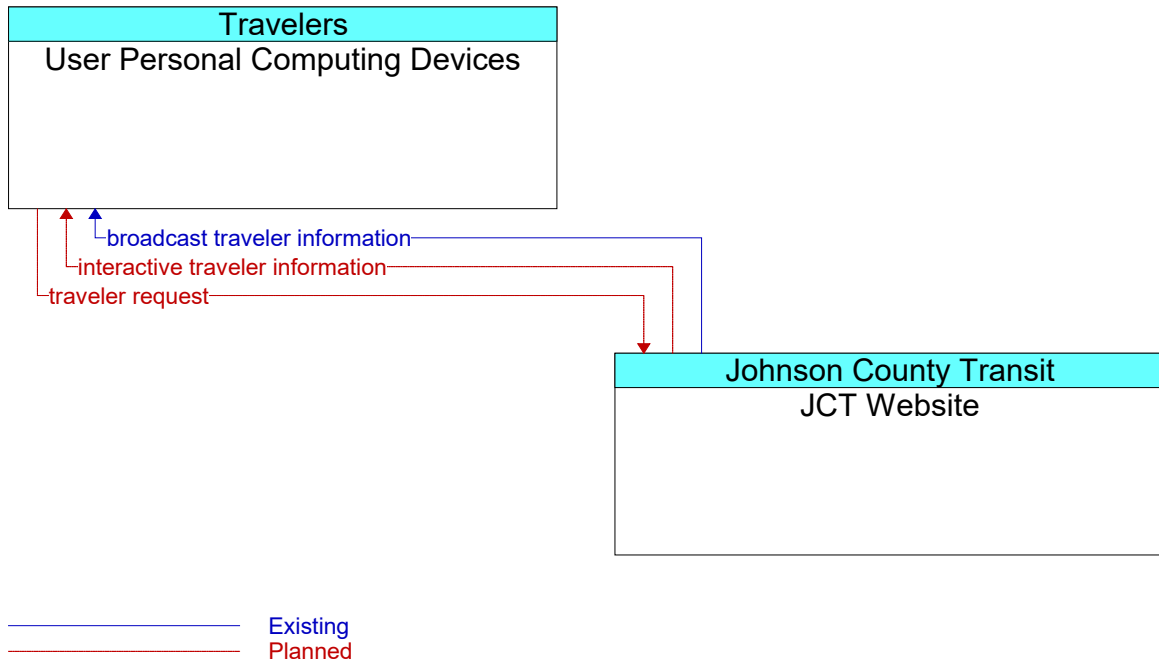 Travelers
User Personal Computing Devices
broadcast traveler information
interactive traveler information
traveler request
Johnson County Transit
JCT Website
Existing
Planned